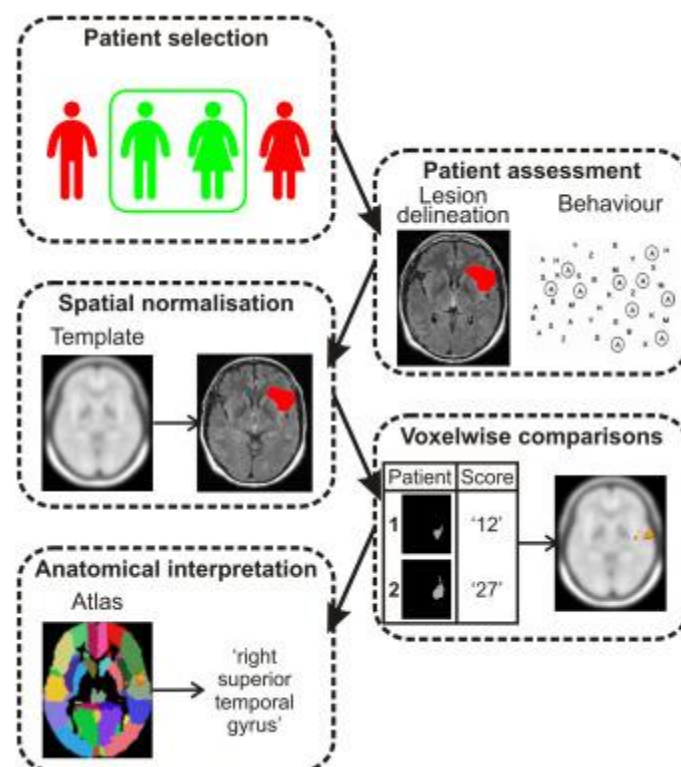 Patient selection
Patient assessment
Lesion
delineation
Behaviour
Spatial normalisation
Template
Voxelwise comparisons
Patient Score
1 '12'
2 '27'
Anatomical interpretation
Atlas
'right
superior
temporal
gyrus'